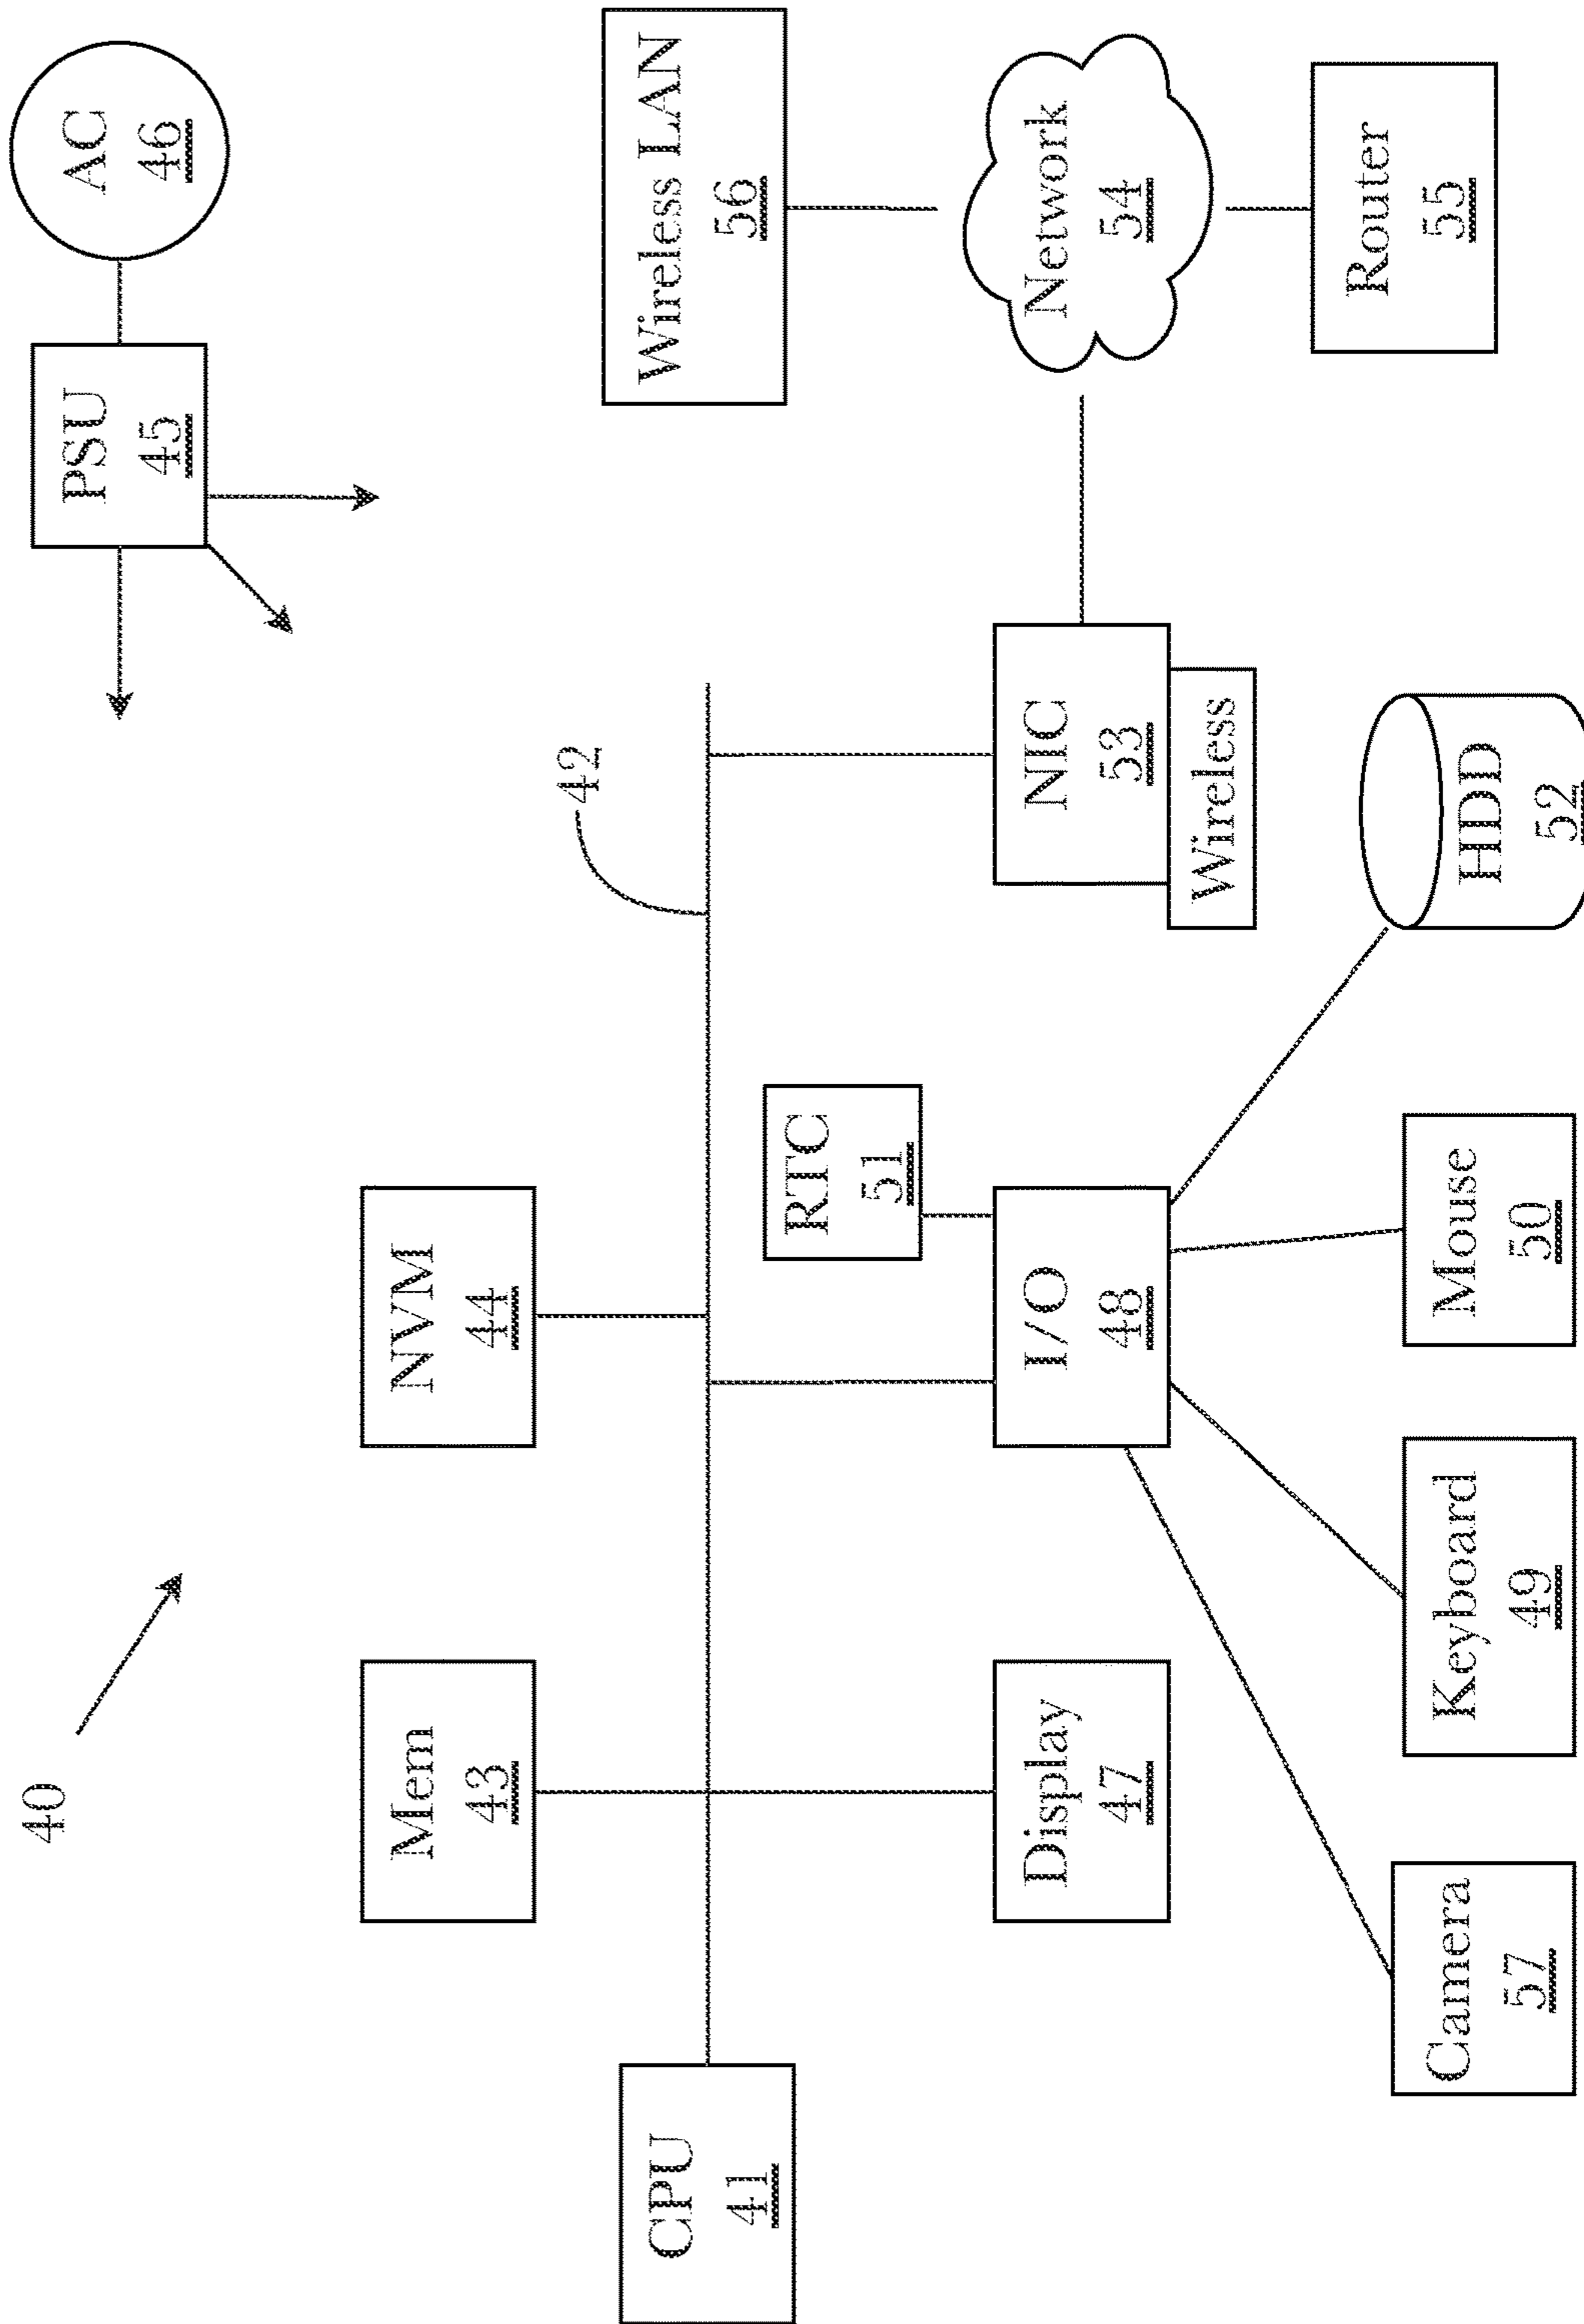 40
PSU
45
AC
46
Mem
43
NVM
44
42
CPU
41
RTC
51
Wireless LAN
56
Display
47
I/O
48
NIC
53
Wireless
Network
54
Camera
57
Keyboard
49
Mouse
50
HDD
52
Router
55